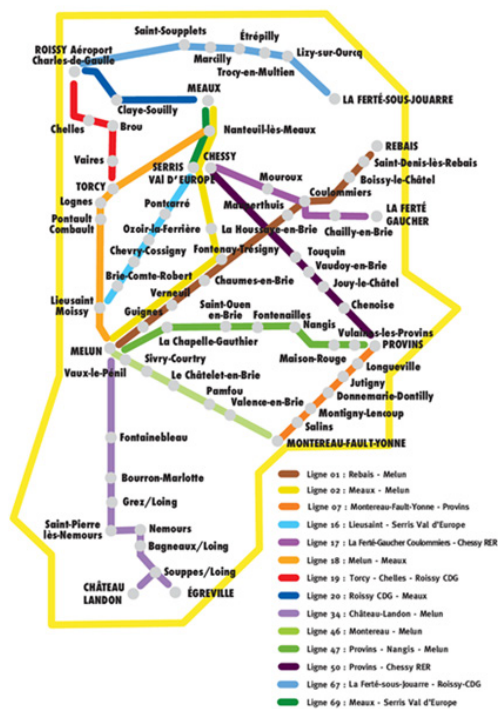 Saint-Soupplets
Étrépilly
ROISSY Aéroport
Charles-de-Gaulle
Marcilly
Lizy-sur-Ourcq
Trocy-en-Multien
MEAUX
LA FERTÉ-SOUS-JOUARRE
Claye-Souilly
Chelles
Brou
Nanteuil-lès-Meaux
REBAIS
Vaires
SERRIS
VAL D'EUROPE
CHESSY
Saint-Denis-lès-Rebais
Mouroux
Boissy-le-Châtel
TORCY
Coulommiers
Lognes
Pontcarré
Mauperthuis
LA FERTÉ
GAUCHER
Pontault
Combault
Ozoir-la-Ferrière
La Houssaye-en-Brie
Chailly-en-Brie
Chevry-Cossigny
Fontenay-Trésigny
Touquin
Brie-Comte-Robert
Vaudoy-en-Brie
Chaumes-en-Brie
Jouy-le-Châtel
Lieusaint
Moissy
Verneuil
Saint-Ouen
en-Brie
Fontenailles
Chenoise
Guignes
Nangis
Vulaines-les-Provins
MELUN
La Chapelle-Gauthier
PROVINS
Sivry-Courtry
Maison-Rouge
Longueville
Vaux-le-Pénil
Le Châtelet-en-Brie
Jutigny
Pamfou
Donnemarie-Dontilly
Valence-en-Brie
Montigny-Lencoup
Salins
Fontainebleau
MONTEREAU-FAULT-YONNE
Bourron-Marlotte
Grez/Loing
Saint-Pierre
lès-Nemours
Nemours
Bagneaux/Loing
Souppes/Loing
CHÂTEAU
LANDON
ÉGREVILLE
Ligne 01 : Rebais - Melun
Ligne 02 : Meaux - Melun
Ligne 07 : Montereau-Fault-Yonne - Provins
Ligne 16 : Lieusaint - Serris Val d'Europe
Ligne 17 : La Ferté-Gaucher Coulommiers - Chessy RER
Ligne 18 : Melun - Meaux
Ligne 19 : Torcy - Chelles - Roissy CDG
Ligne 20 : Roissy CDG - Meaux
Ligne 34 : Château-Landon - Melun
Ligne 46 : Montereau - Melun
Ligne 47 : Provins - Nangis - Melun
Ligne 50 : Provins - Chessy RER
Ligne 67 : La Ferté-sous-Jouarre - Roissy-CDG
Ligne 69 : Meaux - Serris Val d'Europe